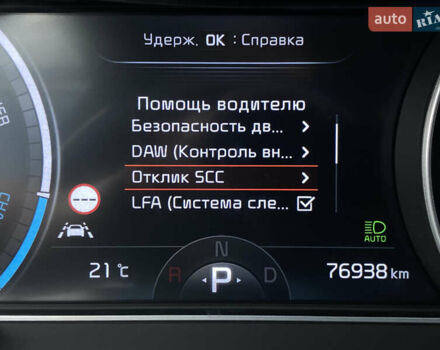 auto RIA
Удерж. OK : Справка
Помощь водителю
Безопасность дв...
DAW (Контроль вн...
Отклик SCC
LFA (Система сле...
AUTO
N
21 °C
R P D
76938 km
CHA